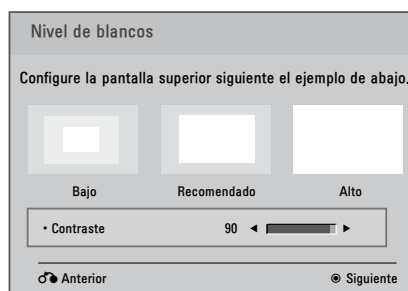 Nivel de blancos
Configure la pantalla superior siguiente el ejemplo de abajo.
Bajo Recomendado Alto
• Contraste 90 ◄ ►
Anterior ◉ Siguiente